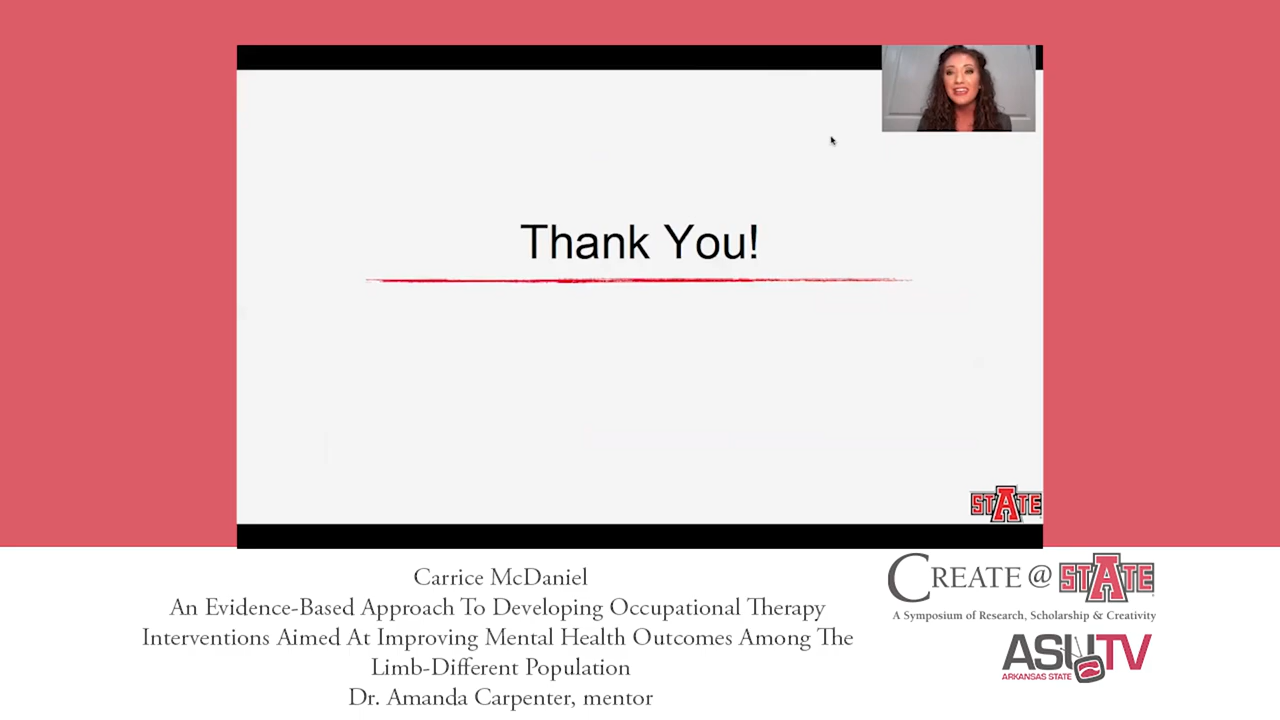 Thank You!
STATE
Carrice McDaniel
An Evidence-Based Approach To Developing Occupational Therapy
Interventions Aimed At Improving Mental Health Outcomes Among The
Limb-Different Population
Dr. Amanda Carpenter, mentor
CREATE @ STATE
A Symposium of Research, Scholarship & Creativity
ASUTV
ARKANSAS STATE